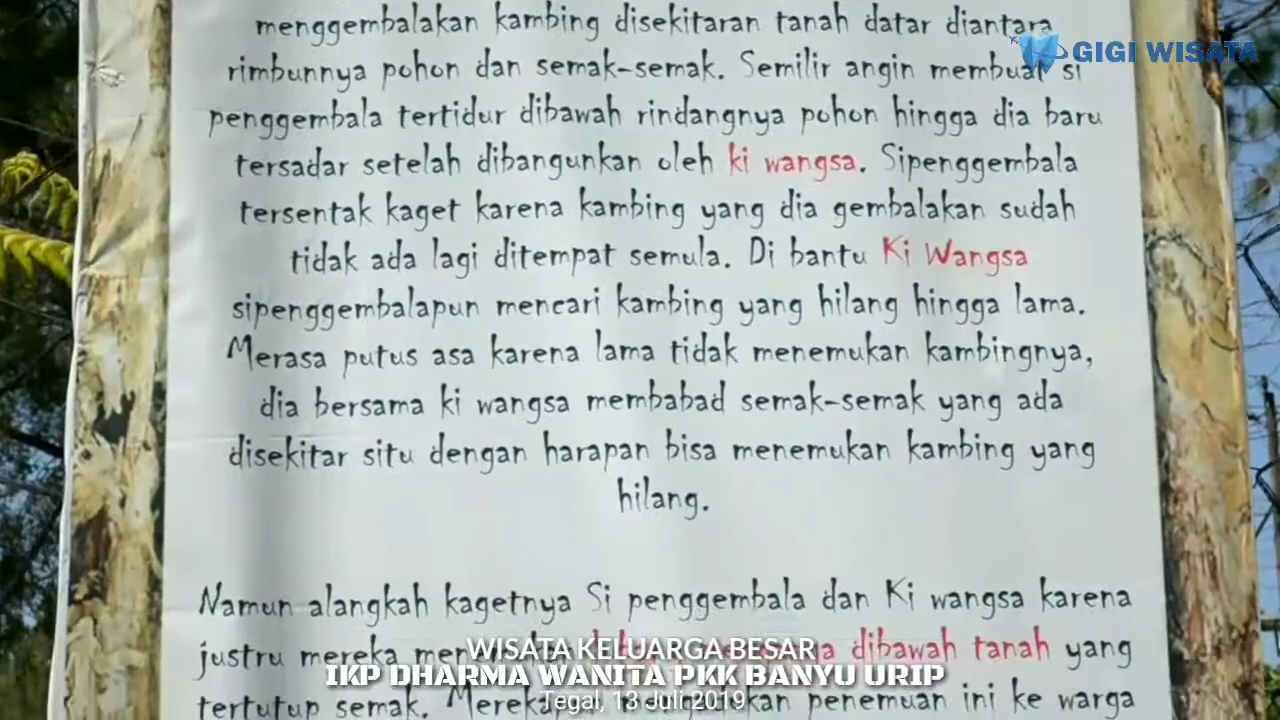 menggembalakan kambing disekitaran tanah datar diantara
GIGI WISATA
rimbunnya pohon dan semak-semak. Semilir angin membuat si
penggembala tertidur dibawah rindangnya pohon hingga dia baru
tersadar setelah dibangunkan oleh ki wangsa. Sipenggembala
tersentak kaget karena kambing yang dia gembalakan sudah
tidak ada lagi ditempat semula. Di bantu Ki Wangsa
sipenggembalapun mencari kambing yang hilang hingga lama.
Merasa putus asa karena lama tidak menemukan kambingnya,
dia bersama ki wangsa membabad semak-semak yang ada
disekitar situ dengan harapan bisa menemukan kambing yang
hilang.
Namun alangkah kagetnya Si penggembala dan Ki wangsa karena
justru mereka dibawah tanah yang
WISATA KELUARGA BESAR
IKP DHARMA WANITA PKK BANYU URIP
tertutup semak. penemuan ini ke warga
Tegal, 13 Juli 2019